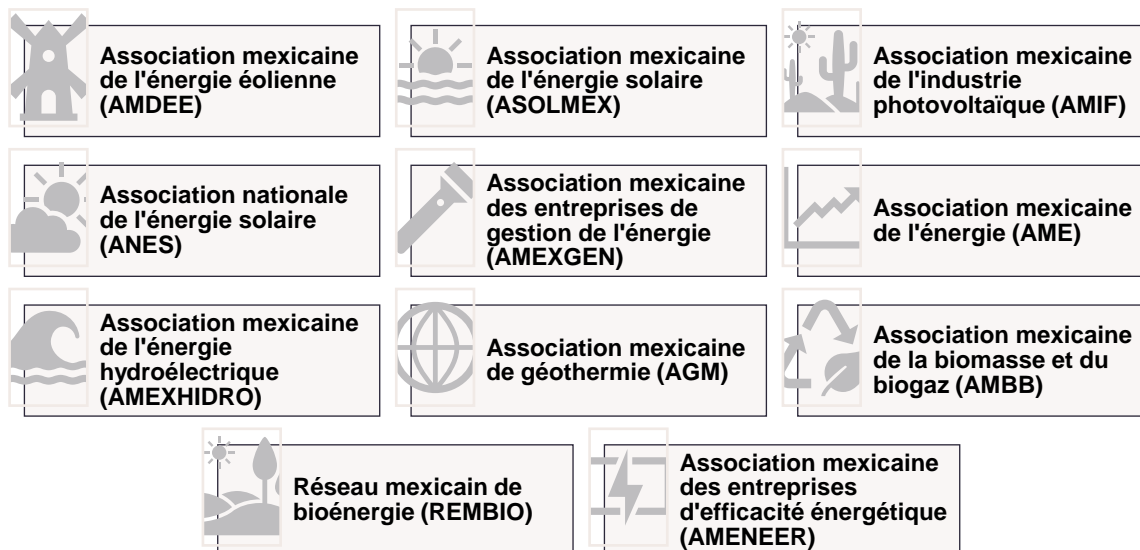 Association mexicaine
de l'énergie éolienne
(AMDEE)
Association mexicaine
de l'énergie solaire
(ASOLMEX)
Association mexicaine
de l'industrie
photovoltaïque (AMIF)
Association nationale
de l'énergie solaire
(ANES)
Association mexicaine
des entreprises de
gestion de l'énergie
(AMEXGEN)
Association mexicaine
de l'énergie (AME)
Association mexicaine
de l'énergie
hydroélectrique
(AMEXHIDRO)
Association mexicaine
de géothermie (AGM)
Association mexicaine
de la biomasse et du
biogaz (AMBB)
Réseau mexicain de
bioénergie (REMBIO)
Association mexicaine
des entreprises
d'efficacité énergétique
(AMENEER)